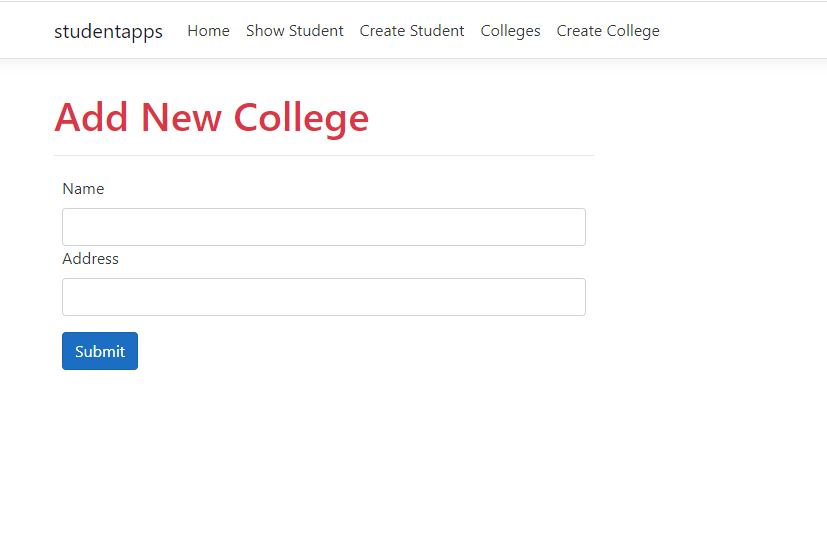 studentapps Home Show Student Create Student Colleges Create College
Add New College
Name
Address
Submit